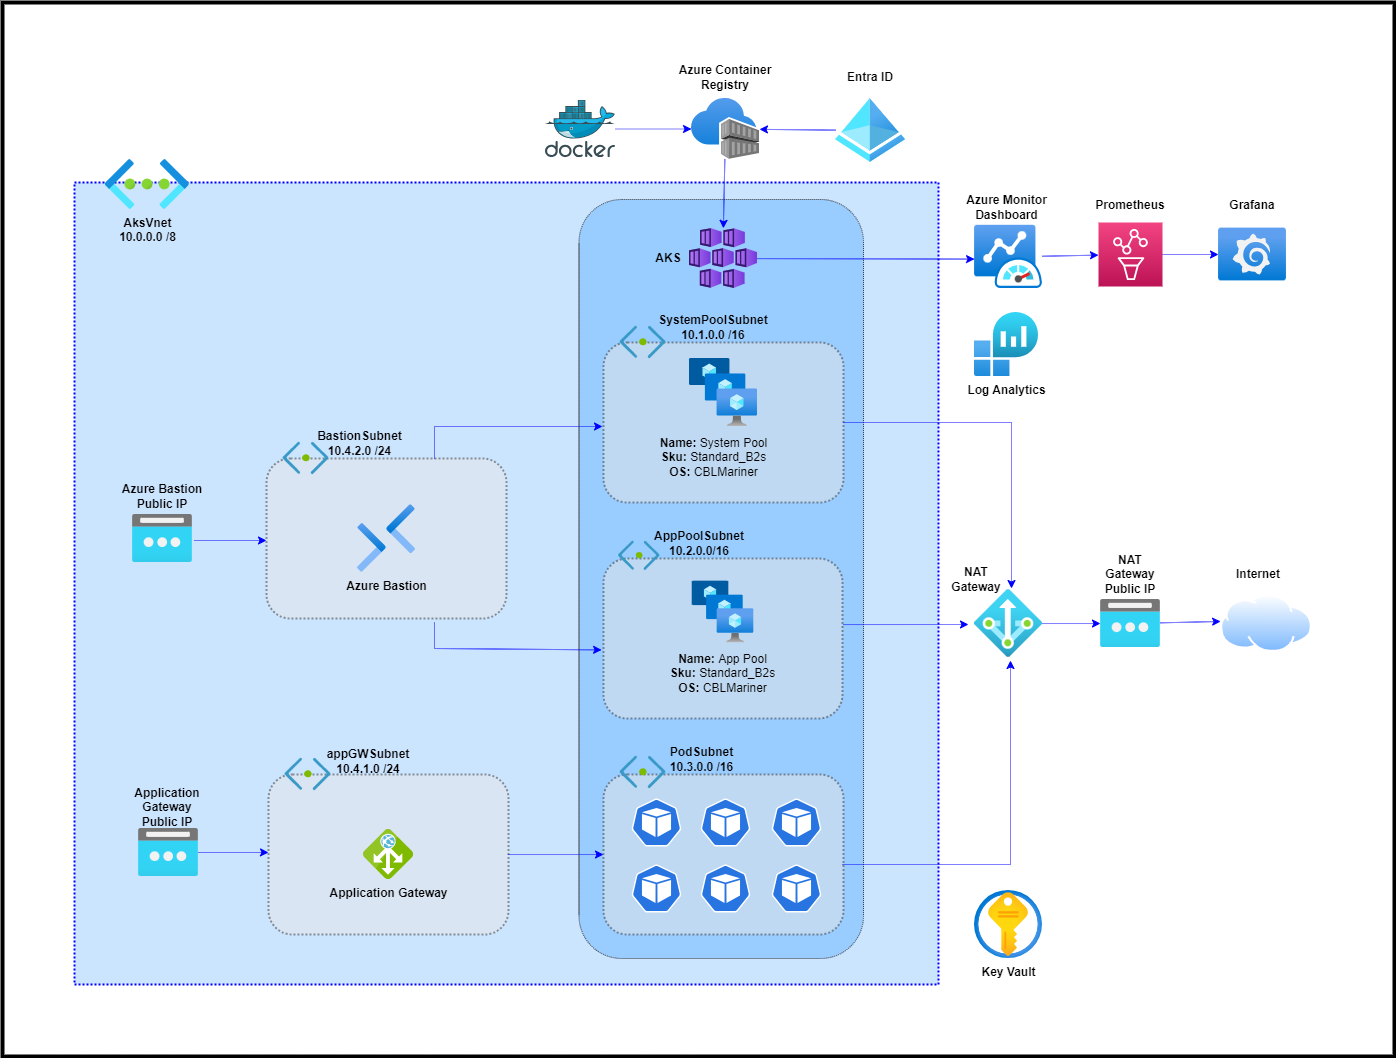 Azure Container
Registry
Entra ID
docker
AksVnet
10.0.0.0 /8
AKS
Azure Monitor
Dashboard
Prometheus
Grafana
SystemPoolSubnet
10.1.0.0 /16
Name: System Pool
Sku: Standard_B2s
OS: CBLMariner
Log Analytics
BastionSubnet
10.4.2.0 /24
Azure Bastion
Public IP
Azure Bastion
AppPoolSubnet
10.2.0.0/16
Name: App Pool
Sku: Standard_B2s
OS: CBLMariner
NAT
Gateway
NAT
Gateway
Public IP
Internet
appGWSubnet
10.4.1.0 /24
Application
Gateway
Public IP
Application Gateway
PodSubnet
10.3.0.0 /16
Key Vault